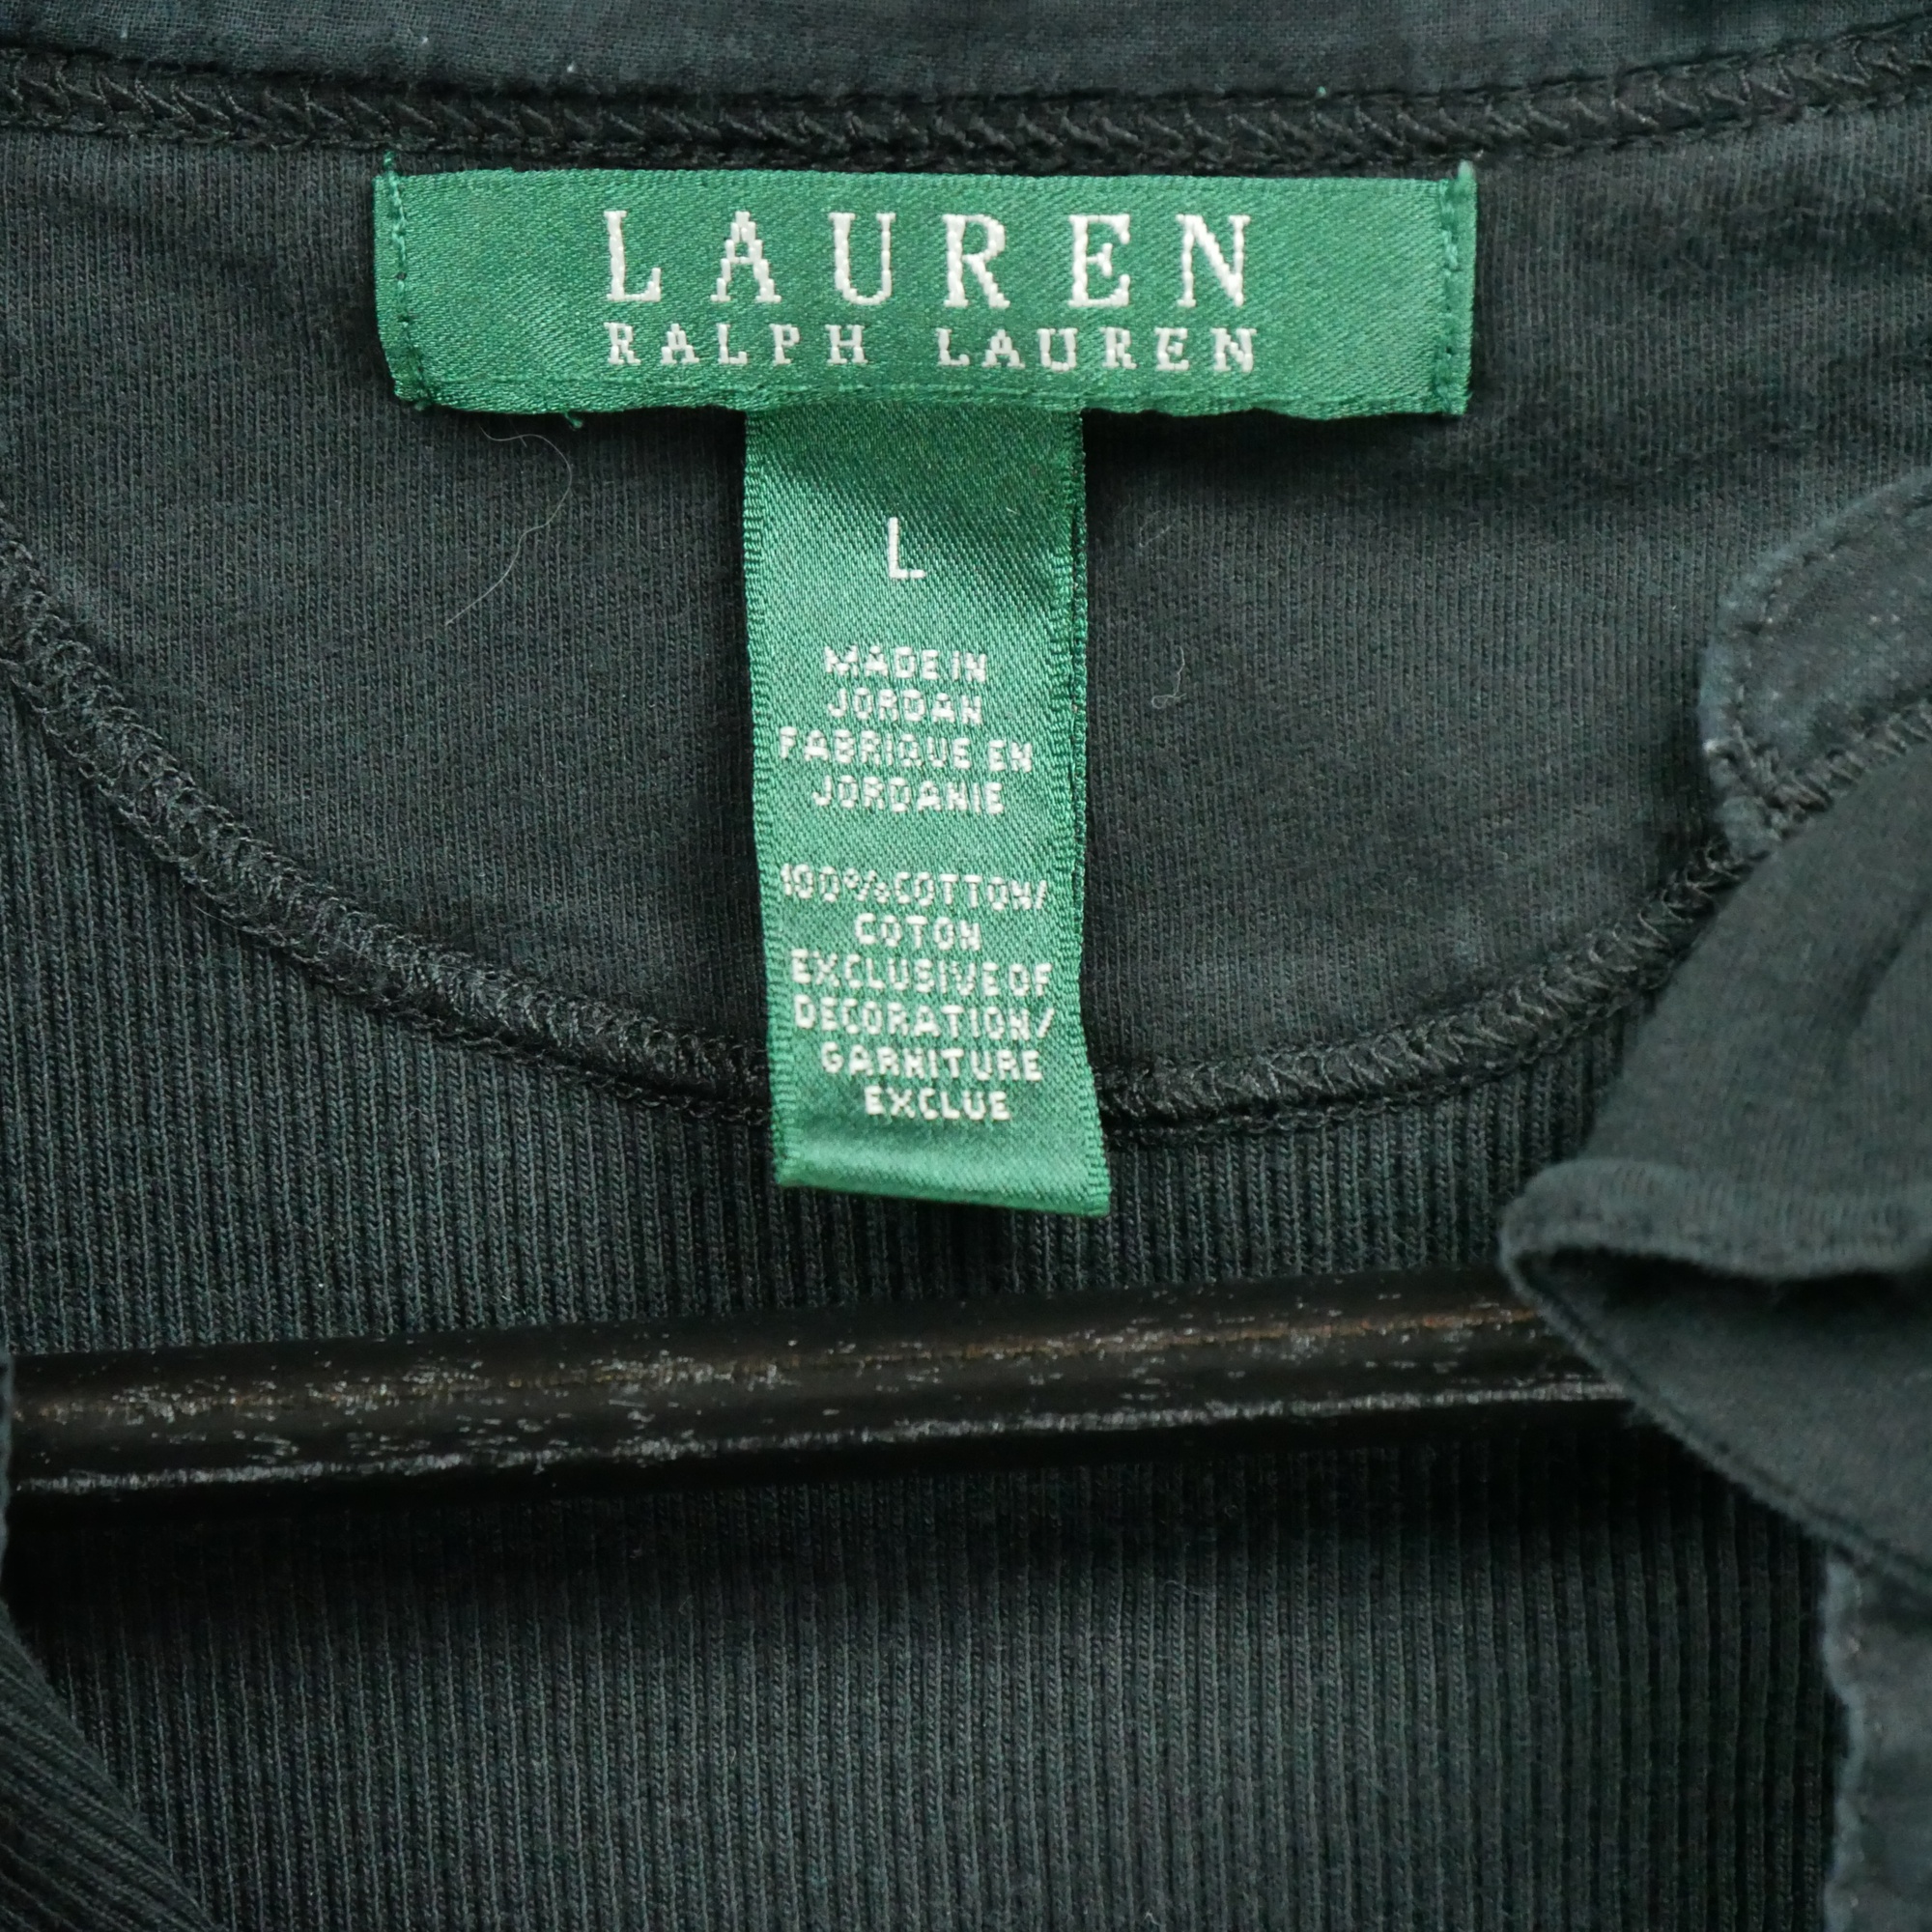 LAUREN
RALPH LAUREN
L
MADE IN
JORDAN
FABRIQUE EN
JORDANIE
100% COTTON/
COTON
EXCLUSIVE OF
DECORATION/
GARNITURE
EXCLUE